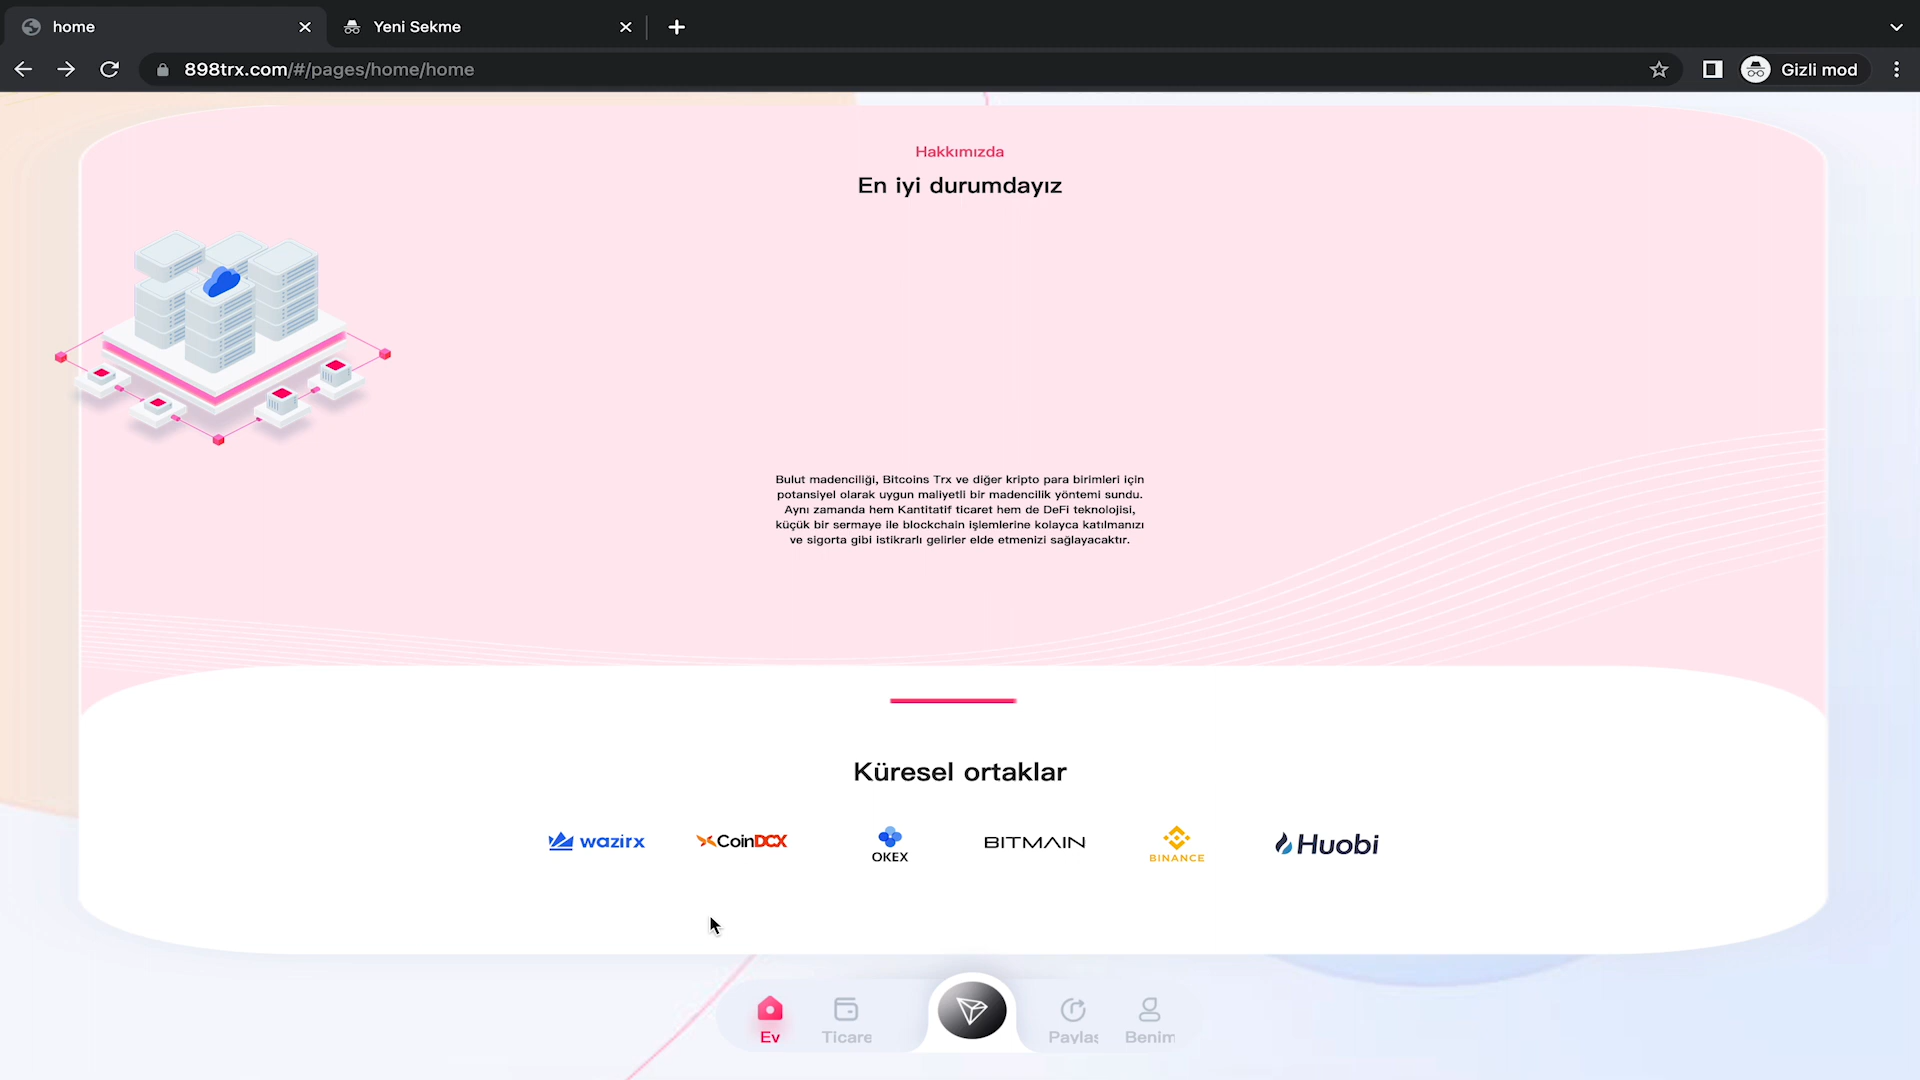 home
Yeni Sekme
898trx.com/#/pages/home/home
Gizli mod
Hakkımızda
En iyi durumdayız
Bulut madenciliği, Bitcoins Trx ve diğer kripto para birimleri için
potansiyel olarak uygun maliyetli bir madencilik yöntemi sundu.
Aynı zamanda hem Kantitatif ticaret hem de DeFi teknolojisi,
küçük bir sermaye ile blockchain işlemlerine kolayca katılmanızı
ve sigorta gibi istikrarlı gelirler elde etmenizi sağlayacaktır.
Küresel ortaklar
wazirx
CoinDCX
OKEX
BITMAIN
BINANCE
Huobi
Ev
Ticare
Paylaş
Benim